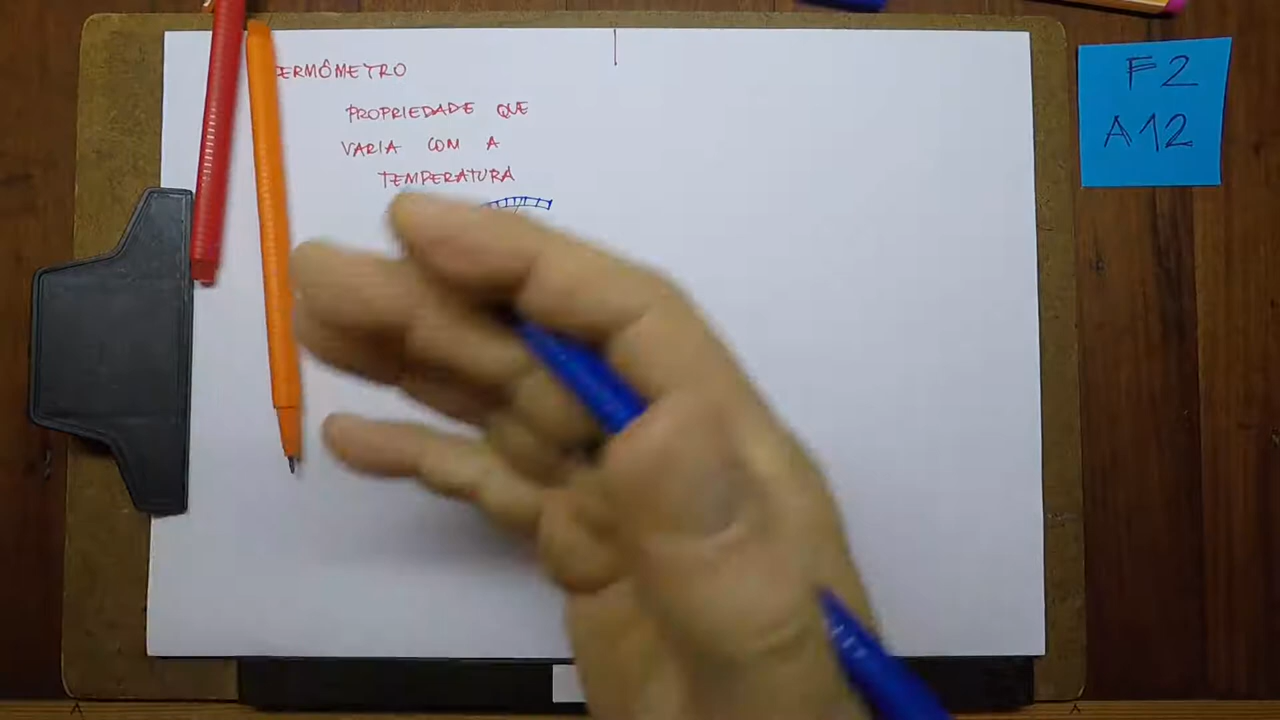 ERMÔMETRO
PROPRIEDADE QUE
VARIA COM A
TEMPERATURA
F2
A12